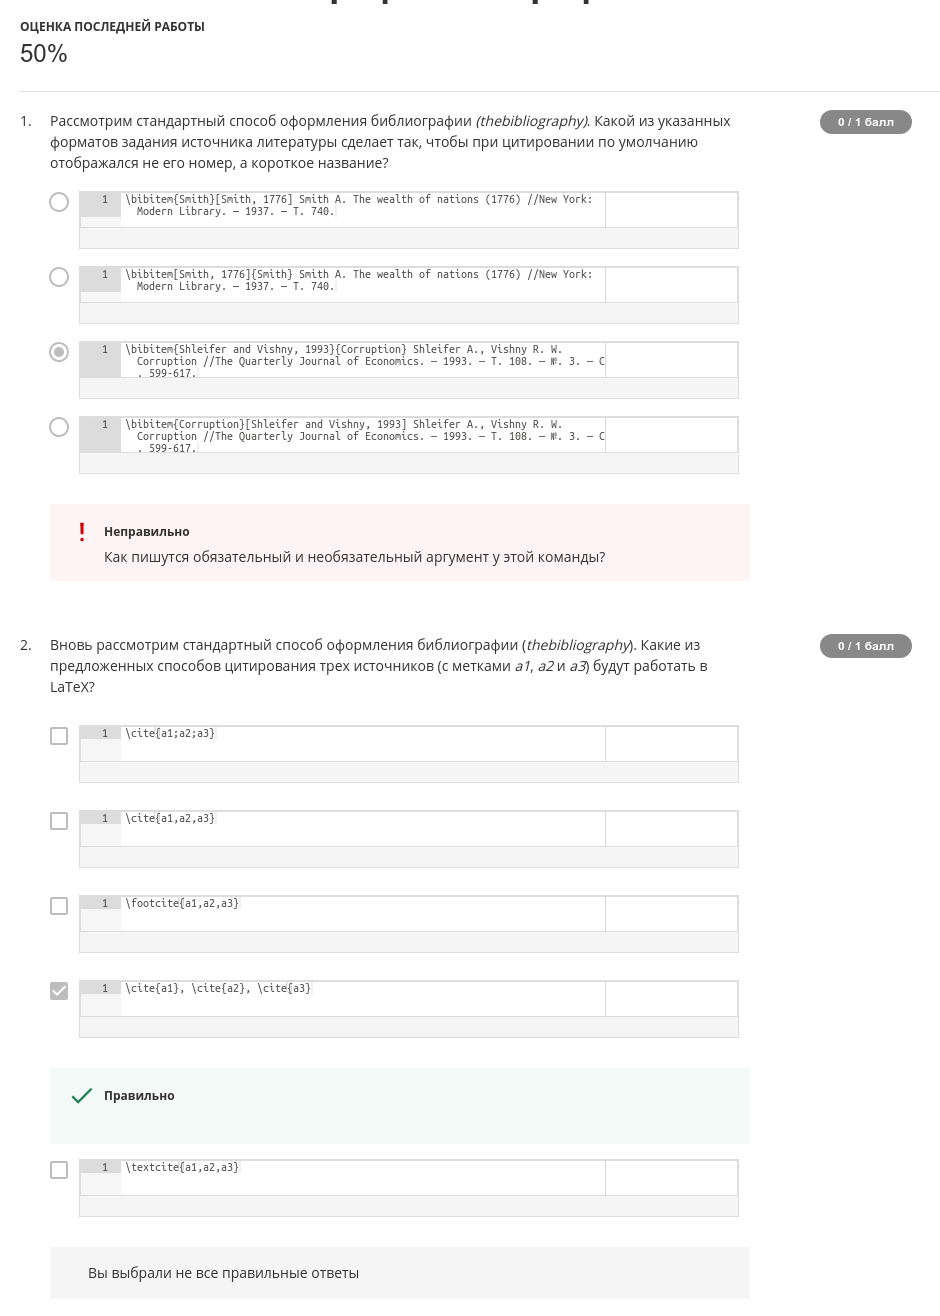 ОЦЕНКА ПОСЛЕДНЕЙ РАБОТЫ
50%
1. Рассмотрим стандартный способ оформления библиографии (thebibliography). Какой из указанных
0 / 1 балл
форматов задания источника литературы сделает так, чтобы при цитировании по умолчанию
отображался не его номер, а короткое название?
1 \bibitem{Smith}[Smith, 1776] Smith A. The wealth of nations (1776) //New York:
Modern Library. – 1937. – Т. 740.
1 \bibitem[Smith, 1776]{Smith} Smith A. The wealth of nations (1776) //New York:
Modern Library. – 1937. – Т. 740.
1 \bibitem{Shleifer and Vishny, 1993}{Corruption} Shleifer A., Vishny R. W.
Corruption //The Quarterly Journal of Economics. – 1993. – Т. 108. – №. 3. – С
. 599-617.
1 \bibitem{Corruption}[Shleifer and Vishny, 1993] Shleifer A., Vishny R. W.
Corruption //The Quarterly Journal of Economics. – 1993. – Т. 108. – №. 3. – С
. 599-617.
Неправильно
Как пишутся обязательный и необязательный аргумент у этой команды?
2. Вновь рассмотрим стандартный способ оформления библиографии (thebibliography). Какие из
0 / 1 балл
предложенных способов цитирования трех источников (с метками a1, a2 и a3) будут работать в
LaTeX?
1 \cite{a1;a2;a3}
1 \cite{a1,a2,a3}
1 \footcite{a1,a2,a3}
1 \cite{a1}, \cite{a2}, \cite{a3}
Правильно
1 \textcite{a1,a2,a3}
Вы выбрали не все правильные ответы